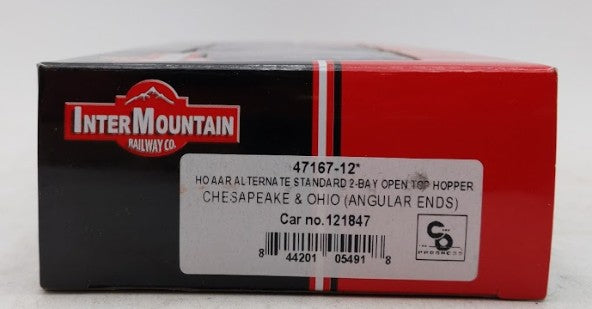 INTERMOUNTAIN
RAILWAY CO.
47167-12*
HO AAR ALTERNATE STANDARD 2-BAY OPEN TOP HOPPER
CHESAPEAKE & OHIO (ANGULAR ENDS)
Car no.121847
8 44201 05491 8
C&O
PROGRESS